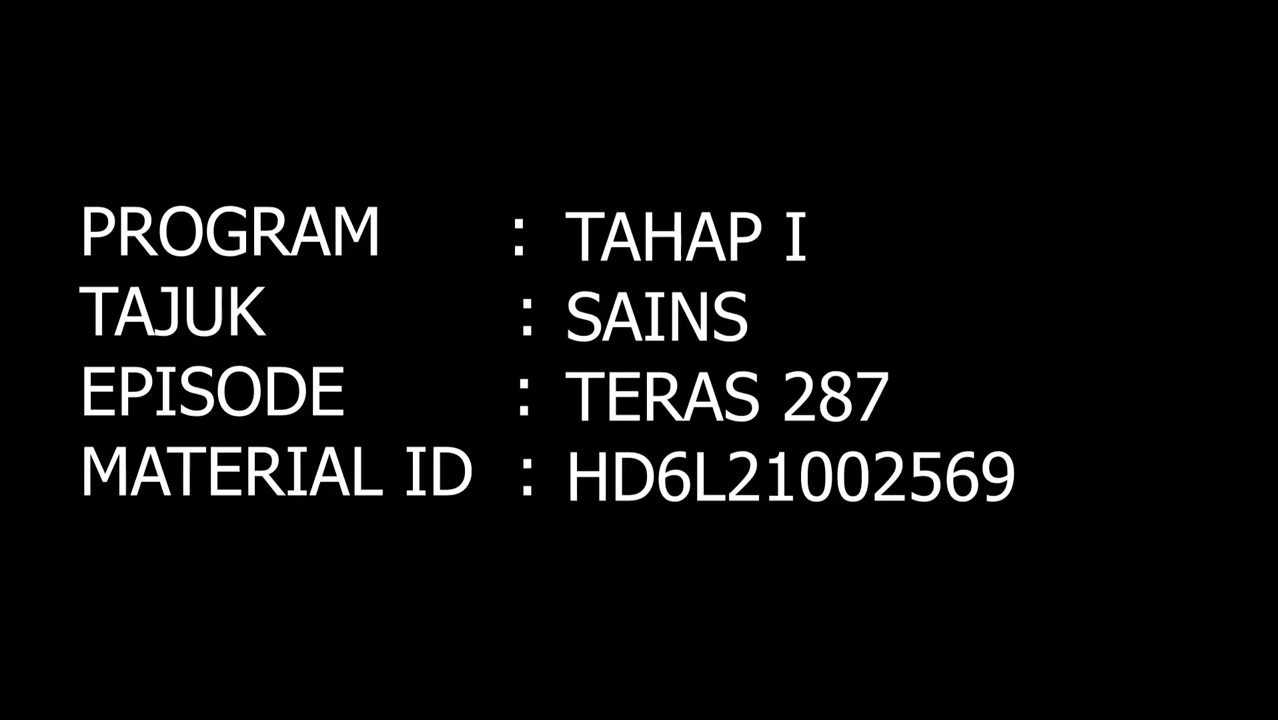 PROGRAM : TAHAP I
TAJUK : SAINS
EPISODE : TERAS 287
MATERIAL ID : HD6L21002569